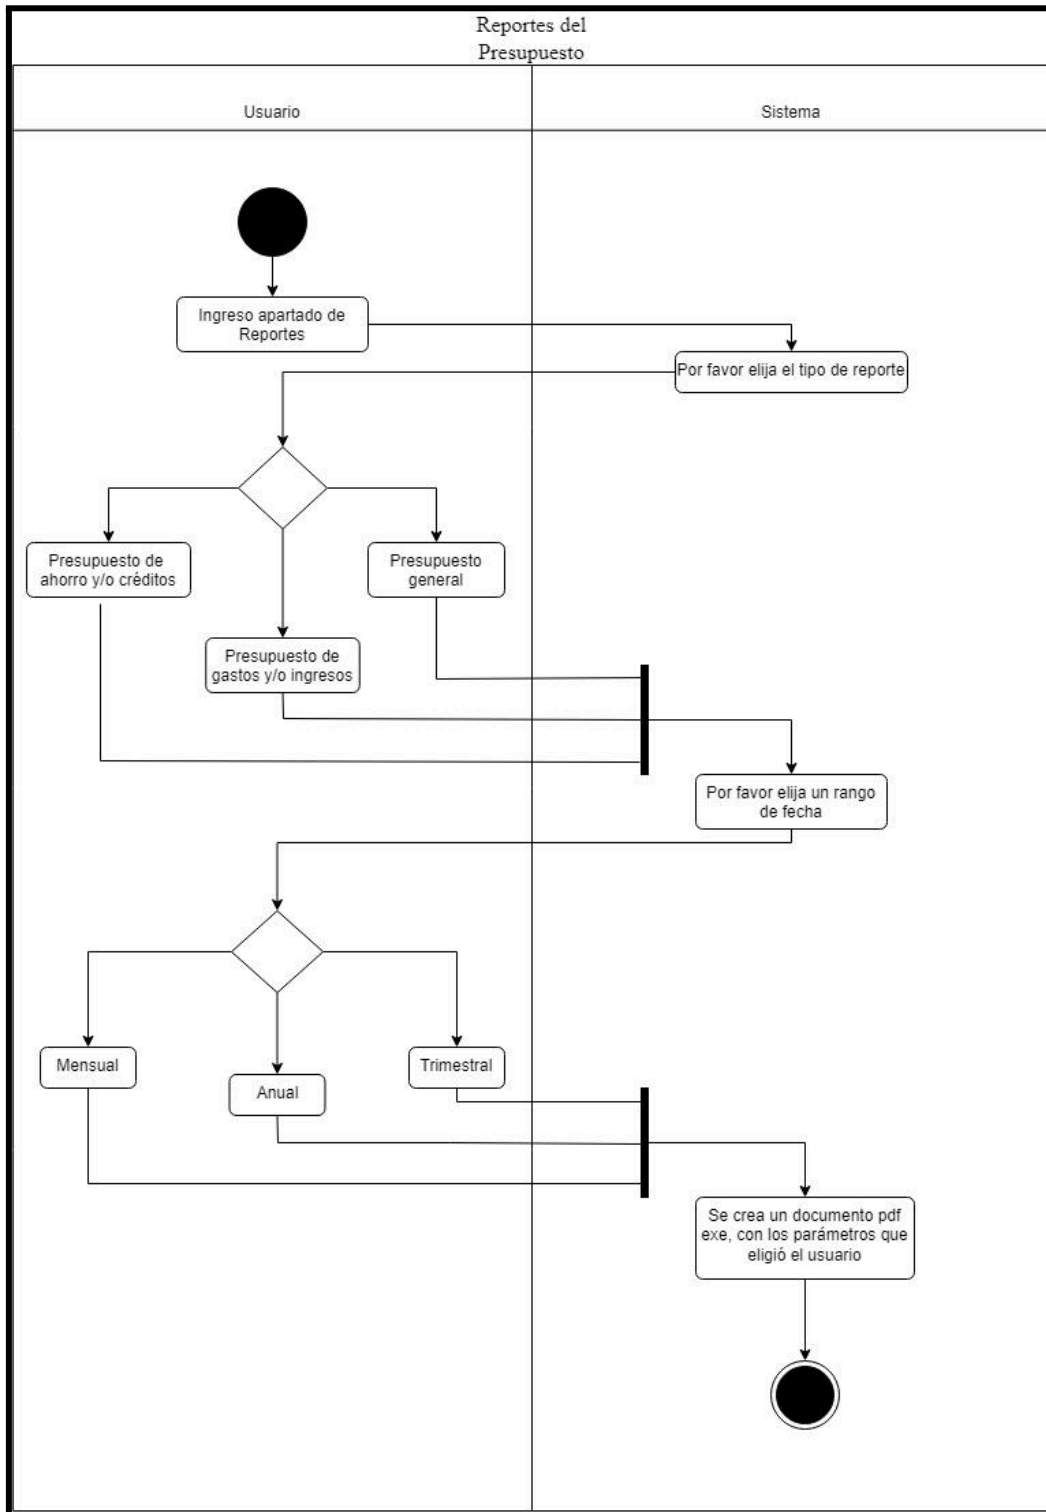 Reportes del
Presupuesto
Usuario
Sistema
Ingreso apartado de
Reportes
Por favor elija el tipo de reporte
Presupuesto de
ahorro y/o créditos
Presupuesto
general
Presupuesto de
gastos y/o ingresos
Por favor elija un rango
de fecha
Mensual
Anual
Trimestral
Se crea un documento pdf
exe, con los parámetros que
eligió el usuario